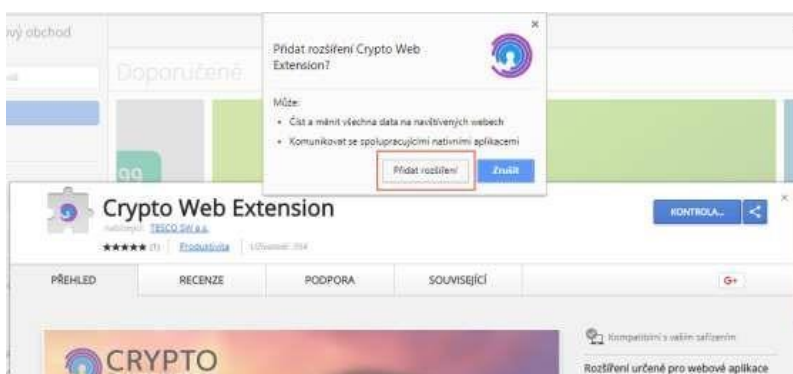 vý obchod
Doporučené
Přidat rozšíření Crypto Web
Extension?
×
Může:
• Číst a měnit všechna data na navštívených webech
• Komunikovat se spolupracujícími nativními aplikacemi
Přidat rozšíření
Zrušit
99
Crypto Web Extension
KONTROLA...
×
TESCO SW a.s.
★★★★★ (1)
Produktivita
PŘEHLED
RECENZE
PODPORA
SOUVISEJÍCÍ
G+
Kompatibilní s vaším zařízením
CRYPTO
Rozšíření určené pro webové aplikace